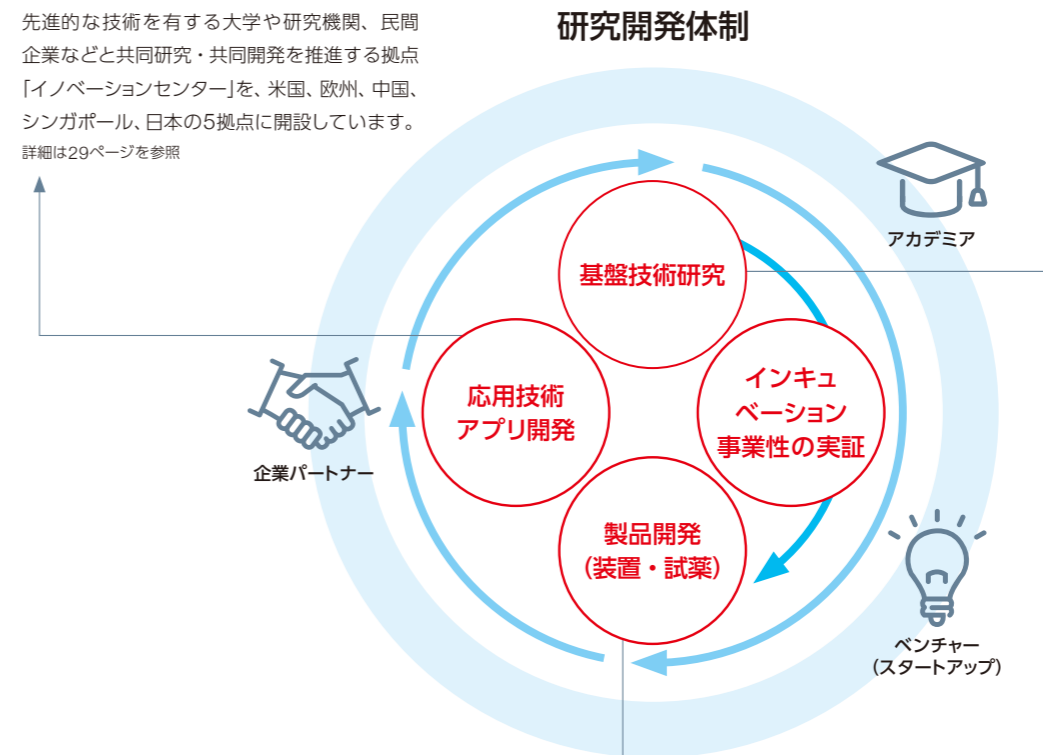 先進的な技術を有する大学や研究機関、民間
企業などと共同研究・共同開発を推進する拠点
「イノベーションセンター」を、米国、欧州、中国、
シンガポール、日本の5拠点に開設しています。
詳細は29ページを参照
研究開発体制
アカデミア
基盤技術研究
応用技術
アプリ開発
インキュ
ベーション
事業性の実証
企業パートナー
製品開発
（装置・試薬）
ベンチャー
（スタートアップ）